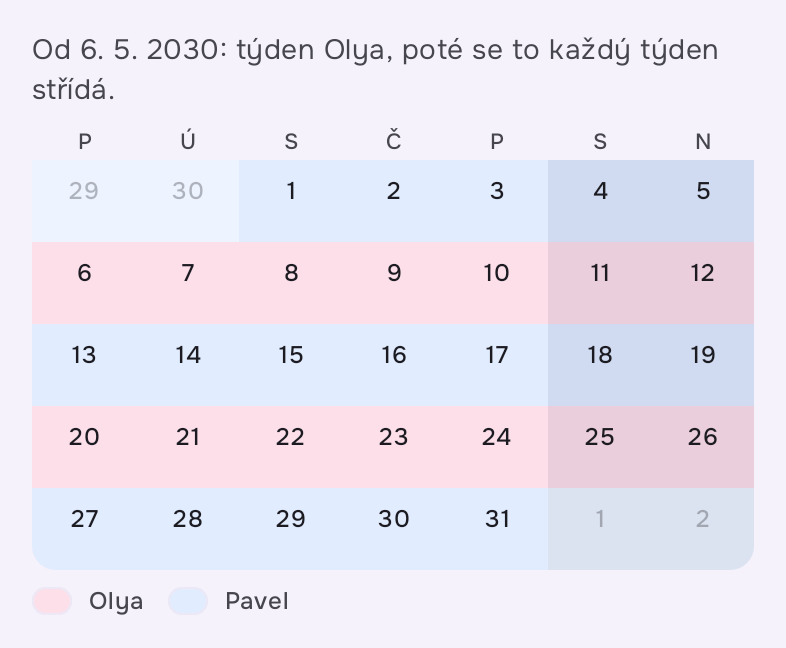 Od 6. 5. 2030: týden Olya, poté se to každý týden
střídá.
P Ú S Č P S N
29 30 1 2 3 4 5
6 7 8 9 10 11 12
13 14 15 16 17 18 19
20 21 22 23 24 25 26
27 28 29 30 31 1 2
Olya Pavel